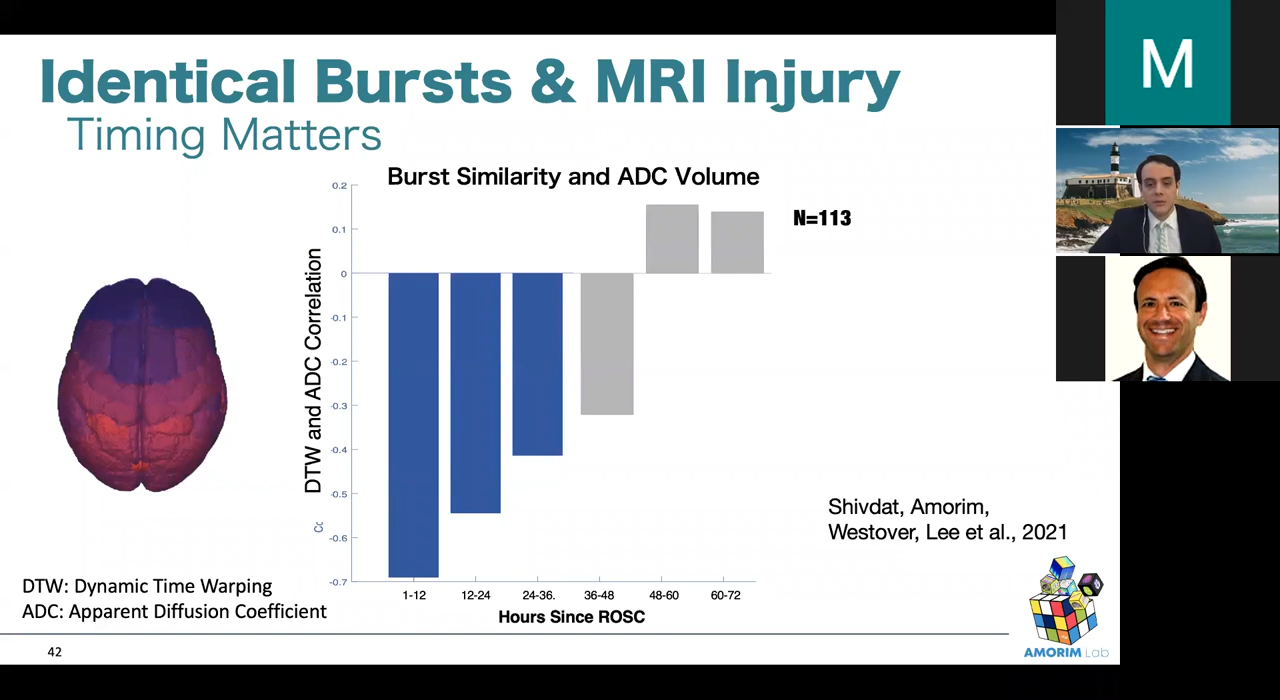 Identical Bursts & MRI Injury
Timing Matters
Burst Similarity and ADC Volume
N=113
DTW and ADC Correlation
0.2
0.1
0
-0.1
-0.2
-0.3
-0.4
-0.5
-0.6
-0.7
1-12
12-24
24-36.
36-48
48-60
60-72
Hours Since ROSC
Shivdat, Amorim,
Westover, Lee et al., 2021
DTW: Dynamic Time Warping
ADC: Apparent Diffusion Coefficient
42
AMORIM Lab
M